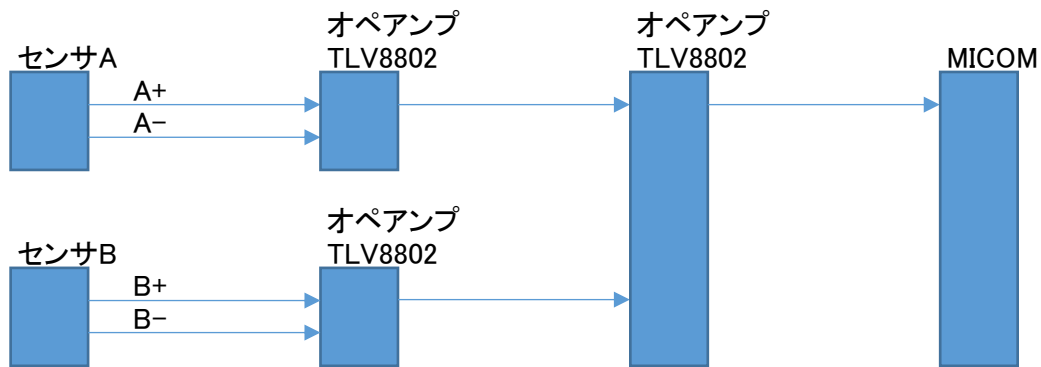 オペアンプ
オペアンプ
センサA
TLV8802
TLV8802
MICOM
A+
A-
オペアンプ
センサB
TLV8802
B+
B-